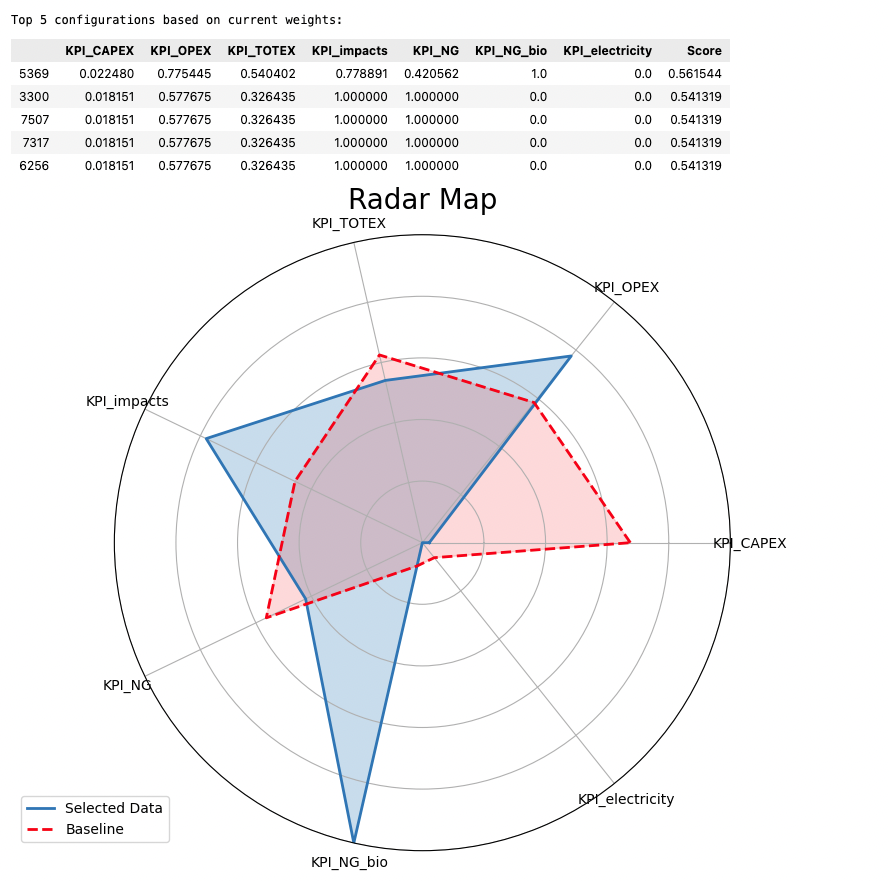 Top 5 configurations based on current weights:
KPI_CAPEX KPI_OPEX KPI_TOTEX KPI_impacts KPI_NG KPI_NG_bio KPI_electricity Score
5369 0.022480 0.775445 0.540402 0.778891 0.420562 1.0 0.0 0.561544
3300 0.018151 0.577675 0.326435 1.000000 1.000000 0.0 0.0 0.541319
7507 0.018151 0.577675 0.326435 1.000000 1.000000 0.0 0.0 0.541319
7317 0.018151 0.577675 0.326435 1.000000 1.000000 0.0 0.0 0.541319
6256 0.018151 0.577675 0.326435 1.000000 1.000000 0.0 0.0 0.541319
Radar Map
KPI_TOTEX
KPI_OPEX
KPI_impacts
KPI_CAPEX
KPI_NG
KPI_electricity
Selected Data
Baseline
KPI_NG_bio